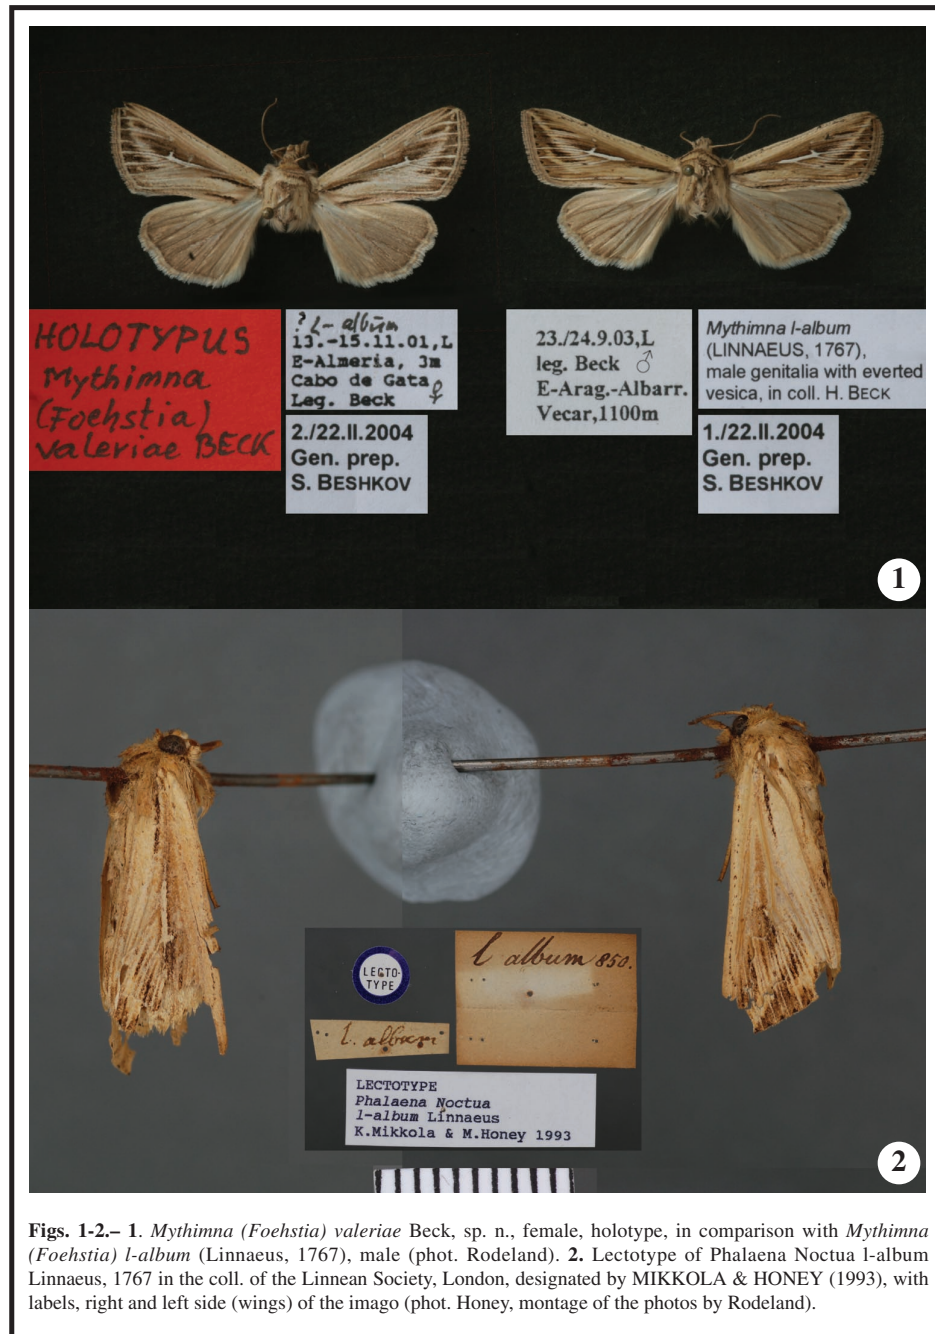 HOLOTYPUS
Mythimna
(Foehstia)
valeriae BECK
? L-album
13.-15.11.01,L
E-Almeria, 3m
Cabo de Gata ♀
Leg. Beck
2./22.II.2004
Gen. prep.
S. BESHKOV
23./24.9.03,L
leg. Beck ♂
E-Arag.-Albarr.
Vecar,1100m
Mythimna l-album
(LINNAEUS, 1767),
male genitalia with everted
vesica, in coll. H. BECK
1./22.II.2004
Gen. prep.
S. BESHKOV
1
LECTO-
TYPE
l album 850.
l. album
LECTOTYPE
Phalaena Noctua
l-album Linnaeus
K.Mikkola & M.Honey 1993
2
Figs. 1-2.– 1. Mythimna (Foehstia) valeriae Beck, sp. n., female, holotype, in comparison with Mythimna
(Foehstia) l-album (Linnaeus, 1767), male (phot. Rodeland). 2. Lectotype of Phalaena Noctua l-album
Linnaeus, 1767 in the coll. of the Linnean Society, London, designated by MIKKOLA & HONEY (1993), with
labels, right and left side (wings) of the imago (phot. Honey, montage of the photos by Rodeland).